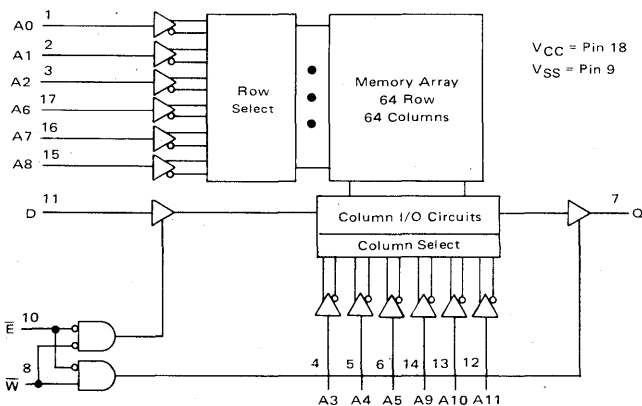 A0 1
A1 2
A2 3
A6 17
A7 16
A8 15
Row
Select
Memory Array
64 Row
64 Columns
VCC = Pin 18
VSS = Pin 9
D 11
Column I/O Circuits
Column Select
7 Q
E 10
W 8
4 5 6 14 13 12
A3 A4 A5 A9 A10 A11